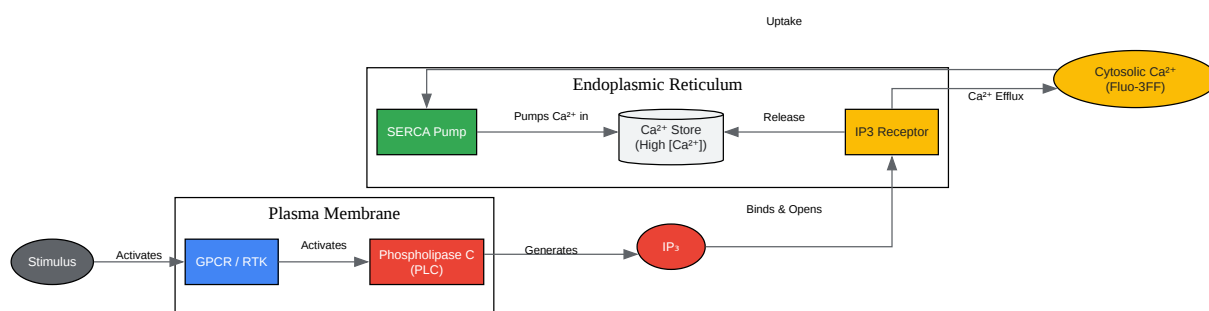 Uptake
Endoplasmic Reticulum
Cytosolic Ca²⁺
(Fluo-3FF)
Ca²⁺ Efflux
SERCA Pump
Pumps Ca²⁺ in
Ca²⁺ Store
(High [Ca²⁺])
Release
IP3 Receptor
Plasma Membrane
Binds & Opens
Stimulus
Activates
GPCR / RTK
Activates
Phospholipase C
(PLC)
Generates
IP₃